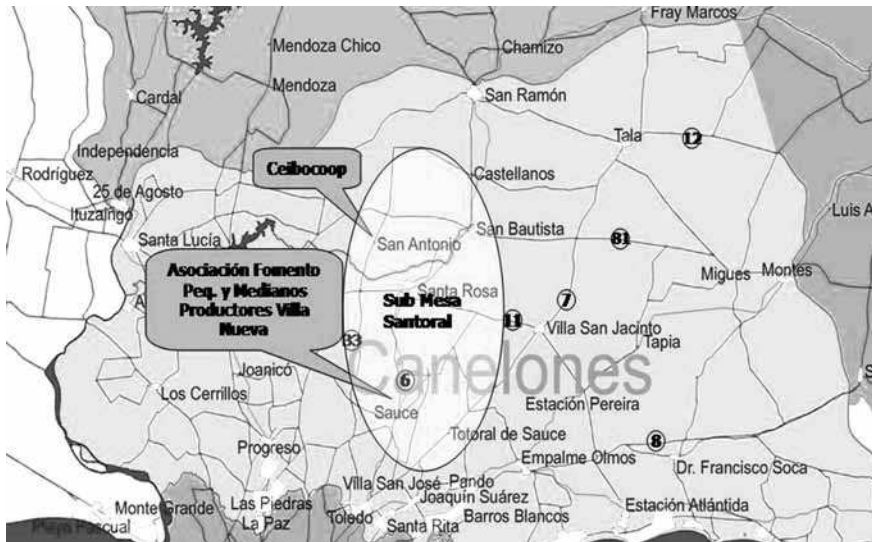 Fray Marcos
Mendoza Chico
Chamizo
Mendoza
Cardal
San Ramón
Tala
12
Independencia
Ceibocoop
Castellanos
Rodríguez
25 de Agosto
Ituzaingó
Luis A
San Bautista
81
Santa Lucía
San Antonio
Migues
Montes
Asociación Fomento
Peq. y Medianos
Productores Villa
Nueva
Santa Rosa
Sub Mesa
Santoral
7
11
Villa San Jacinto
33
Tapia
Canelones
Joanicó
6
Los Cerrillos
Estación Pereira
Sauce
Totoral de Sauce
8
Progreso
Empalme Olmos
Dr. Francisco Soca
Villa San José
Pando
Joaquín Suárez
Monte Grande
Las Piedras
Estación Atlántida
Playa Pascual
La Paz
Toledo
Santa Rita
Barros Blancos